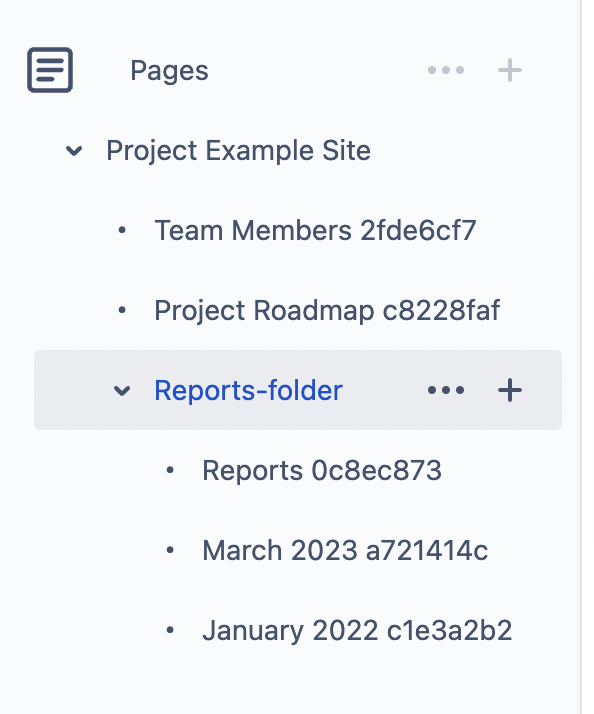 Pages
Project Example Site
Team Members 2fde6cf7
Project Roadmap c8228faf
Reports-folder
Reports 0c8ec873
March 2023 a721414c
January 2022 c1e3a2b2